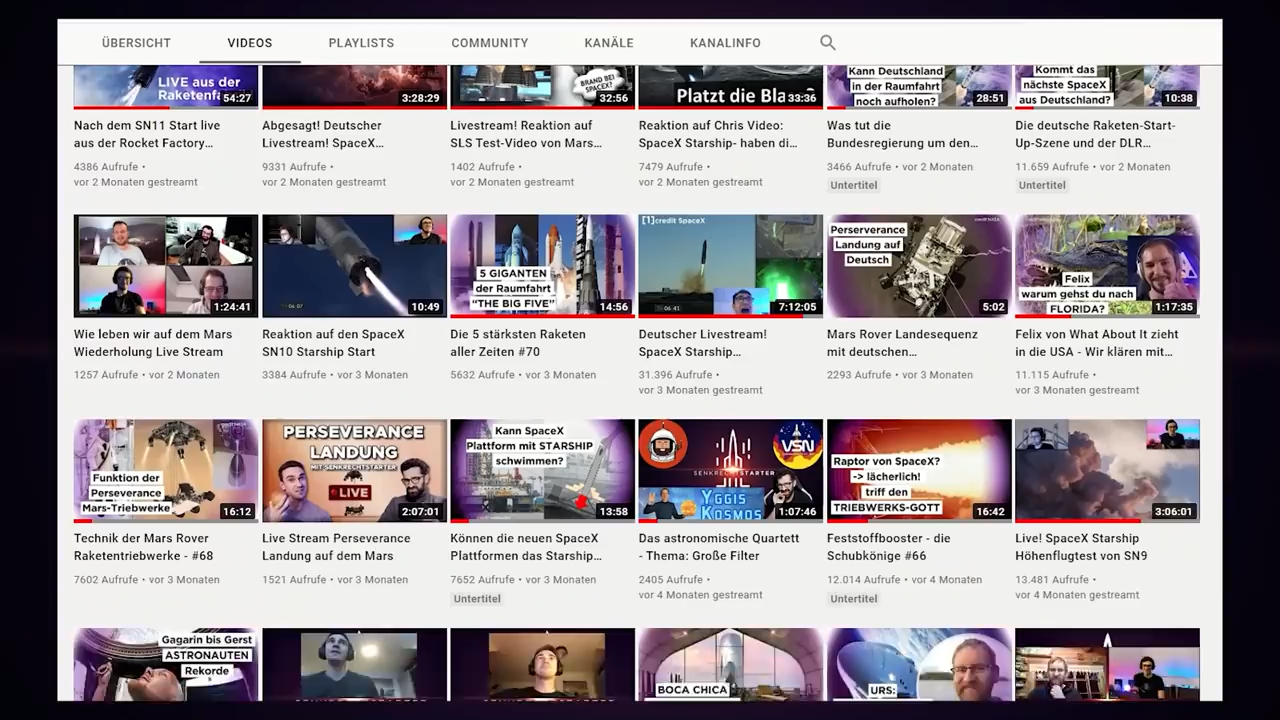 ÜBERSICHT VIDEOS PLAYLISTS COMMUNITY KANÄLE KANALINFO
LIVE aus der
54:27
3:28:29
BRAND BEI
SPACEX?
32:56
Platzt die
33:36
Kann Deutschland
in der Raumfahrt
noch aufholen?
28:51
Kommt das
nächste SpaceX
aus Deutschland?
10:38
Nach dem SN11 Start live
aus der Rocket Factory…
4386 Aufrufe •
vor 2 Monaten gestreamt
Abgesagt! Deutscher
Livestream! SpaceX…
9331 Aufrufe •
vor 2 Monaten gestreamt
Livestream! Reaktion auf
SLS Test-Video von Mars…
1402 Aufrufe •
vor 2 Monaten gestreamt
Reaktion auf Chris Video:
SpaceX Starship- haben di…
7479 Aufrufe •
vor 2 Monaten gestreamt
Was tut die
Bundesregierung um den…
3466 Aufrufe • vor 2 Monaten
Untertitel
Die deutsche Raketen-Start-
Up-Szene und der DLR…
11.659 Aufrufe • vor 2 Monaten
Untertitel
1:24:41
10:49
5 GIGANTEN
der Raumfahrt
"THE BIG FIVE"
14:56
[1]credit SpaceX
7:12:05
Perserverance
Landung auf
Deutsch
5:02
Felix
warum gehst du nach
FLORIDA?
1:17:35
Wie leben wir auf dem Mars
Wiederholung Live Stream
1257 Aufrufe • vor 2 Monaten
Reaktion auf den SpaceX
SN10 Starship Start
3384 Aufrufe • vor 3 Monaten
Die 5 stärksten Raketen
aller Zeiten #70
5632 Aufrufe • vor 3 Monaten
Deutscher Livestream!
SpaceX Starship…
31.396 Aufrufe •
vor 3 Monaten gestreamt
Mars Rover Landesequenz
mit deutschen…
2293 Aufrufe • vor 3 Monaten
Felix von What About It zieht
in die USA - Wir klären mit…
11.115 Aufrufe •
vor 3 Monaten gestreamt
Funktion der
Perseverance
Mars-Triebwerke
16:12
PERSEVERANCE
LANDUNG
MIT SENKRECHTSTARTER
LIVE
2:07:01
Kann SpaceX
Plattform mit STARSHIP
schwimmen?
13:58
VSN
SENKRECHTSTARTER
YGGIS
KOSMOS
1:07:46
Raptor von SpaceX?
-> lächerlich!
triff den
TRIEBWERKS-GOTT
16:42
3:06:01
Technik der Mars Rover
Raketentriebwerke - #68
7602 Aufrufe • vor 3 Monaten
Live Stream Perseverance
Landung auf dem Mars
1521 Aufrufe • vor 3 Monaten
Können die neuen SpaceX
Plattformen das Starship…
7652 Aufrufe • vor 3 Monaten
Untertitel
Das astronomische Quartett
- Thema: Große Filter
2405 Aufrufe •
vor 4 Monaten gestreamt
Feststoffbooster - die
Schubkönige #66
12.014 Aufrufe • vor 4 Monaten
Untertitel
Live! SpaceX Starship
Höhenflugtest von SN9
13.481 Aufrufe •
vor 4 Monaten gestreamt
Gagarin bis Gerst
ASTRONAUTEN
Rekorde
BOCA CHICA
URS: